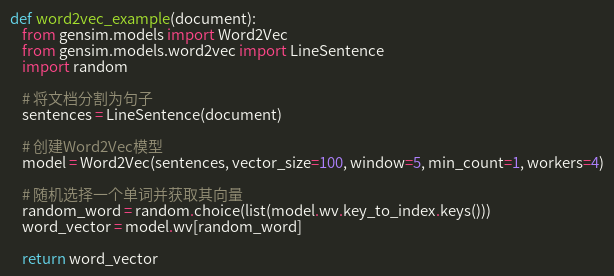 def word2vec_example(document):
from gensim.models import Word2Vec
from gensim.models.word2vec import LineSentence
import random
# 将文档分割为句子
sentences = LineSentence(document)
# 创建Word2Vec模型
model = Word2Vec(sentences, vector_size=100, window=5, min_count=1, workers=4)
# 随机选择一个单词并获取其向量
random_word = random.choice(list(model.wv.key_to_index.keys()))
word_vector = model.wv[random_word]
return word_vector